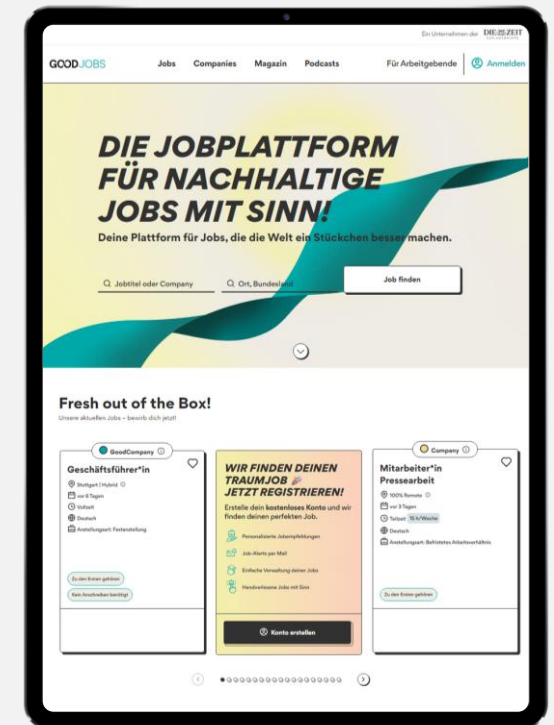 Ein Unternehmen der DIE ZEIT
GOODJOBS
Jobs Companies Magazin Podcasts Für Arbeitgebende Anmelden
DIE JOBPLATTFORM
FÜR NACHHALTIGE
JOBS MIT SINN!
Deine Plattform für Jobs, die die Welt ein Stückchen besser machen.
Jobtitel oder Company
Ort, Bundesland
Job finden
Fresh out of the Box!
Unsere aktuellen Jobs – bewirb dich jetzt!
GoodCompany
Geschäftsführer*in
Stuttgart | Hybrid
vor 6 Tagen
Vollzeit
Deutsch
Anstellungsart: Festanstellung
Zu den Ersten gehören
Kein Anschreiben benötigt
WIR FINDEN DEINEN
TRAUMJOB 🎉
JETZT REGISTRIEREN!
Erstelle dein kostenloses Konto und wir
finden deinen perfekten Job.
Personalisierte Jobempfehlungen
Job-Alerts per Mail
Einfache Verwaltung deiner Jobs
Handverlesene Jobs mit Sinn
Konto erstellen
Company
Mitarbeiter*in
Pressearbeit
100% Remote
vor 3 Tagen
Teilzeit 15 h/Woche
Deutsch
Anstellungsart: Befristetes Arbeitsverhältnis
Zu den Ersten gehören